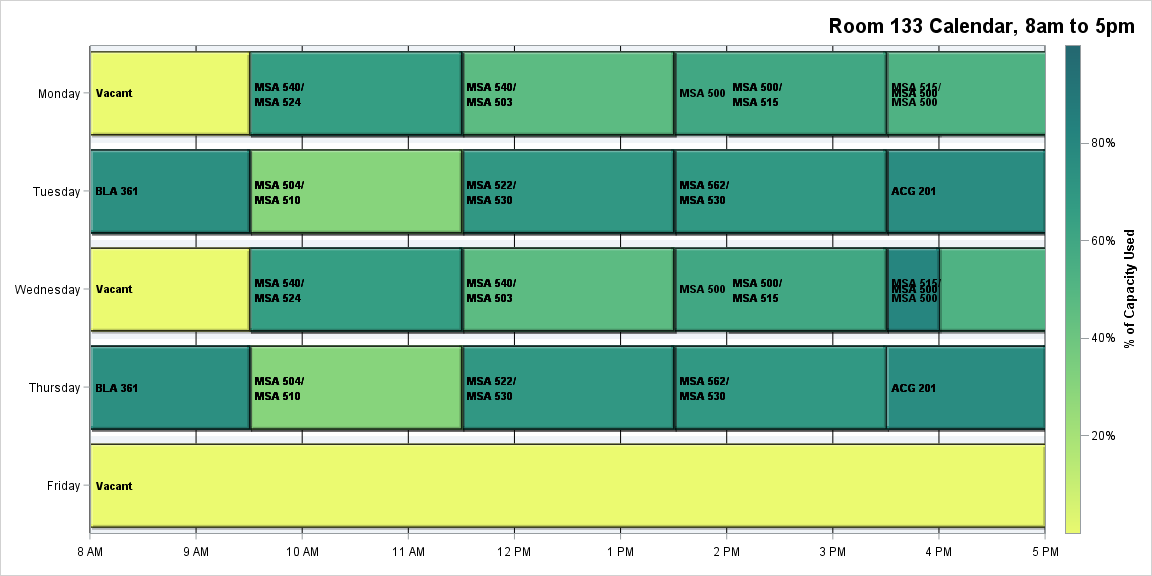 Room 133 Calendar, 8am to 5pm
Monday
Vacant
MSA 540/
MSA 524
MSA 540/
MSA 503
MSA 500
MSA 500/
MSA 515
MSA 515/
MSA 500
MSA 500
Tuesday
BLA 361
MSA 504/
MSA 510
MSA 522/
MSA 530
MSA 562/
MSA 530
ACG 201
Wednesday
Vacant
MSA 540/
MSA 524
MSA 540/
MSA 503
MSA 500
MSA 500/
MSA 515
MSA 515/
MSA 500
MSA 500
Thursday
BLA 361
MSA 504/
MSA 510
MSA 522/
MSA 530
MSA 562/
MSA 530
ACG 201
Friday
Vacant
8 AM
9 AM
10 AM
11 AM
12 PM
1 PM
2 PM
3 PM
4 PM
5 PM
80%
60%
40%
20%
% of Capacity Used